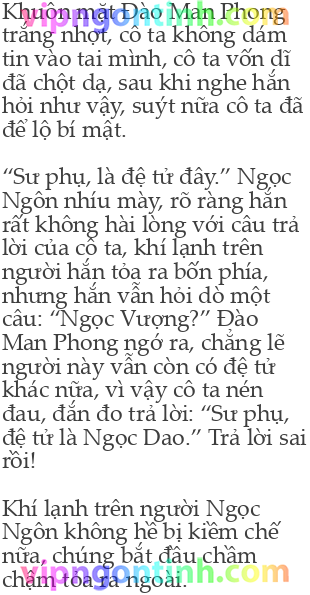 Khuôn mặt Đào Man Phong
trắng nhợt, cô ta không dám
tin vào tai mình, cô ta vốn dĩ
đã chột dạ, sau khi nghe hắn
hỏi như vậy, suýt nữa cô ta đã
để lộ bí mật.
“Sư phụ, là đệ tử đây.” Ngọc
Ngôn nhíu mày, rõ ràng hắn
rất không hài lòng với câu trả
lời của cô ta, khí lạnh trên
người hắn tỏa ra bốn phía,
nhưng hắn vẫn hỏi dò một
câu: “Ngọc Vượng?” Đào
Man Phong ngớ ra, chẳng lẽ
người này vẫn còn có đệ tử
khác nữa, vì vậy cô ta nén
đau, đắn đo trả lời: “Sư phụ,
đệ tử là Ngọc Dao.” Trả lời sai
rồi!
Khí lạnh trên người Ngọc
Ngôn không hề bị kiềm chế
nữa, chúng bắt đầu chầm
chậm tỏa ra ngoài.
vipngontinh.com
vipngontinh.com